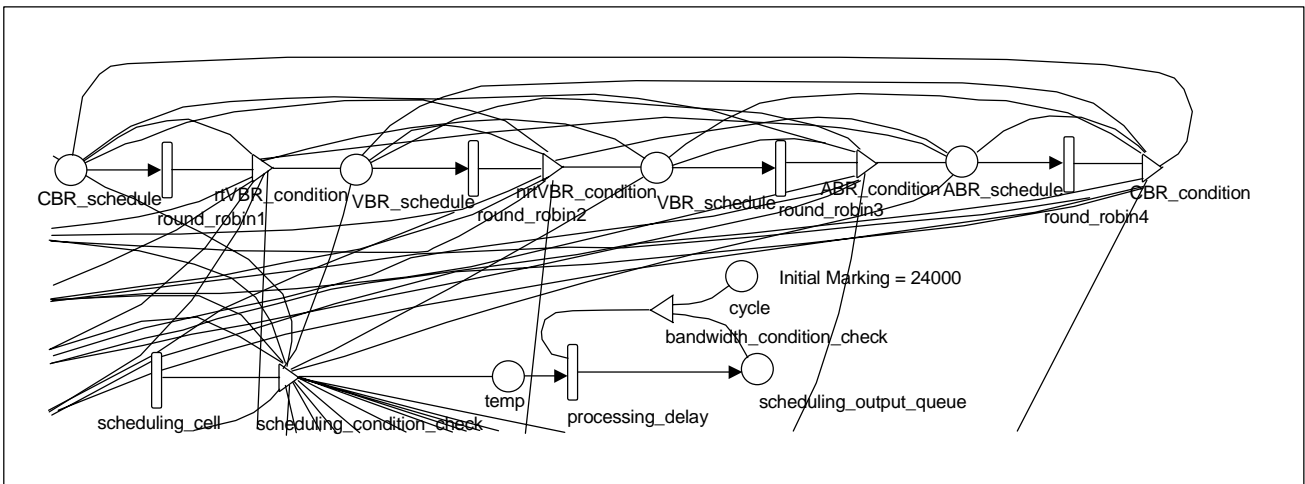 CBR_schedule
round_robin1
rtVBR_condition
VBR_schedule
round_robin2
nrtVBR_condition
VBR_schedule
round_robin3
ABR_condition
ABR_schedule
round_robin4
CBR_condition
Initial Marking = 24000
cycle
bandwidth_condition_check
temp
scheduling_output_queue
processing_delay
scheduling_cell
scheduling_condition_check